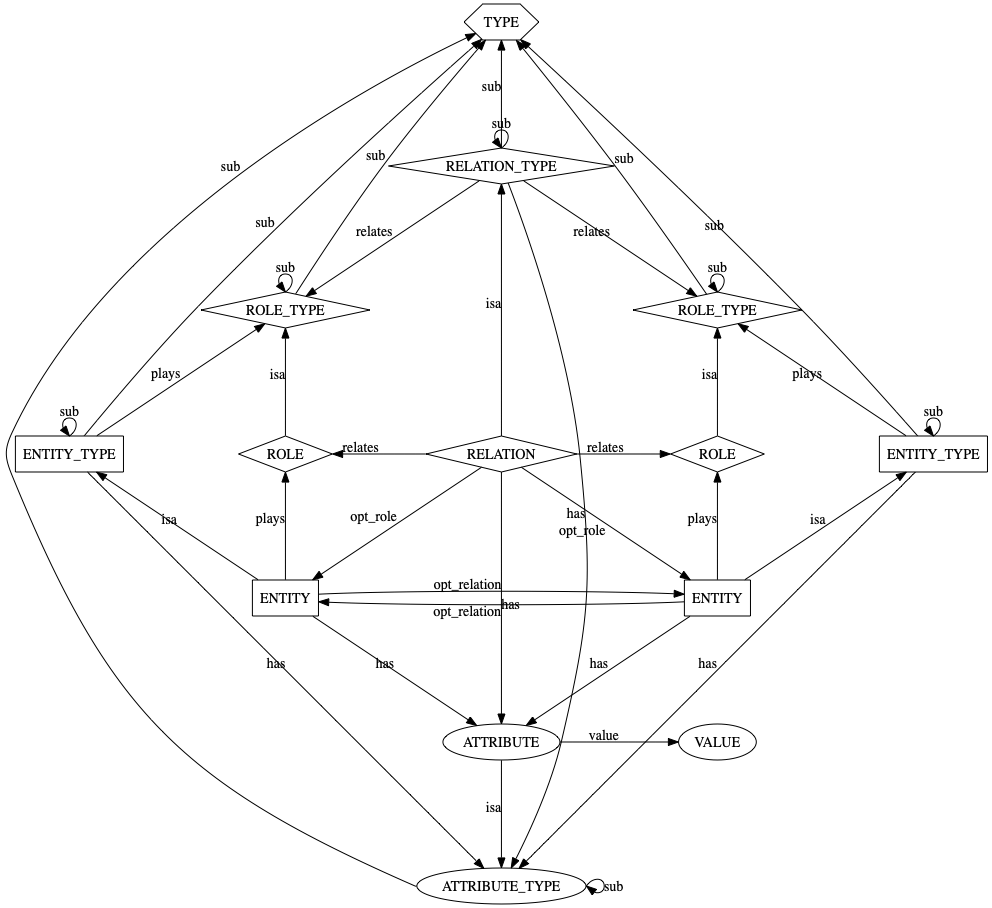 TYPE
sub
sub
RELATION_TYPE
sub
sub
sub
sub
sub
relates
relates
sub
sub
ROLE_TYPE
ROLE_TYPE
isa
plays
isa
isa
plays
sub
sub
ENTITY_TYPE
ROLE
relates
RELATION
relates
ROLE
ENTITY_TYPE
isa
plays
opt_role
has
opt_role
plays
isa
opt_relation
ENTITY
ENTITY
has
opt_relation
has
has
has
has
ATTRIBUTE
value
VALUE
isa
ATTRIBUTE_TYPE
sub